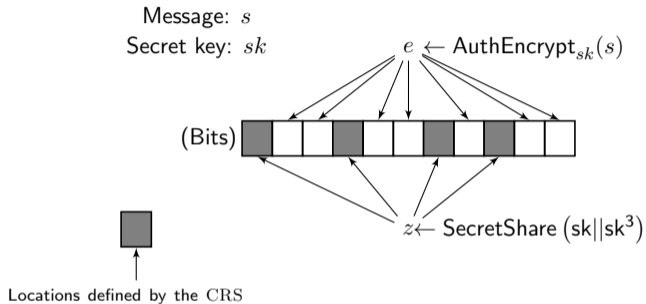 Message: s
Secret key: sk
e ← AuthEncrypt_sk(s)
(Bits)
z← SecretShare (sk||sk³)
Locations defined by the CRS